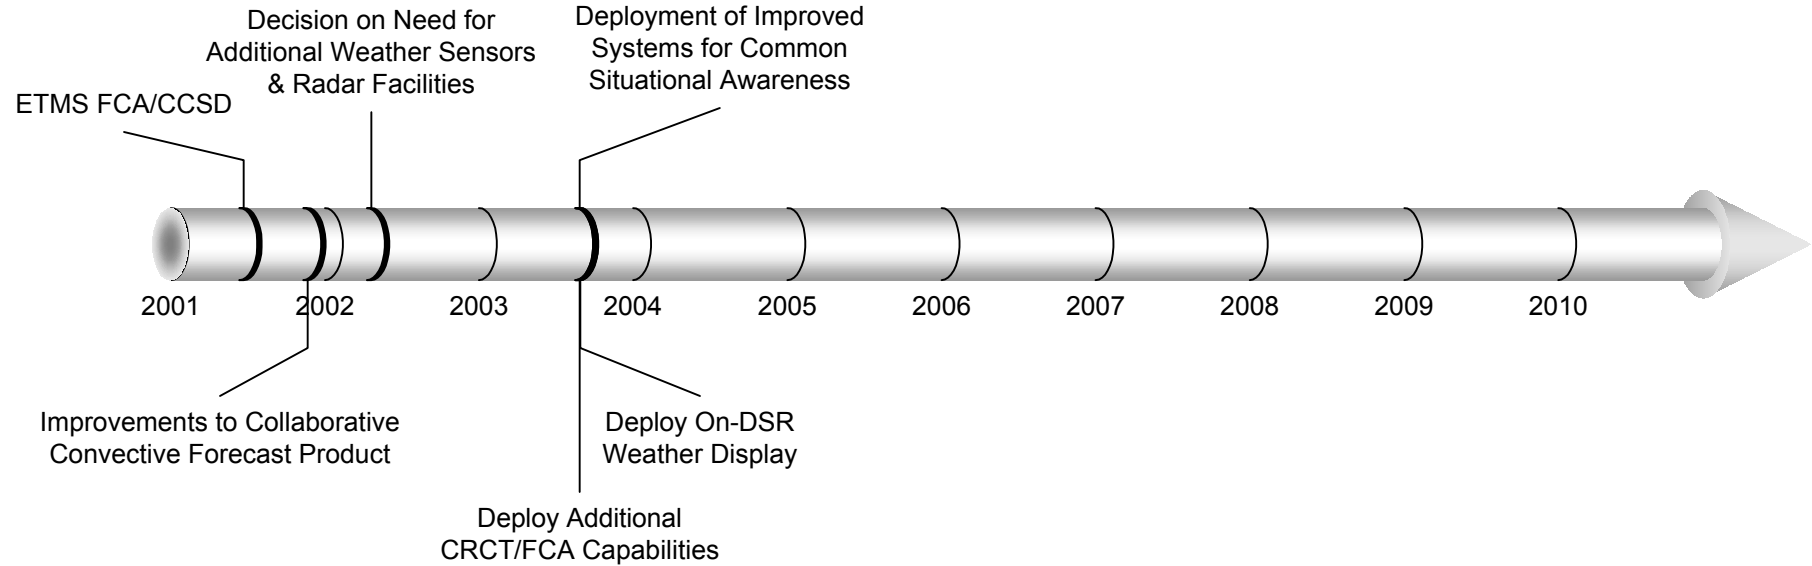 Decision on Need for
Additional Weather Sensors
& Radar Facilities
Deployment of Improved
Systems for Common
Situational Awareness
ETMS FCA/CCSD
2001
2002
2003
2004
2005
2006
2007
2008
2009
2010
Improvements to Collaborative
Convective Forecast Product
Deploy On-DSR
Weather Display
Deploy Additional
CRCT/FCA Capabilities